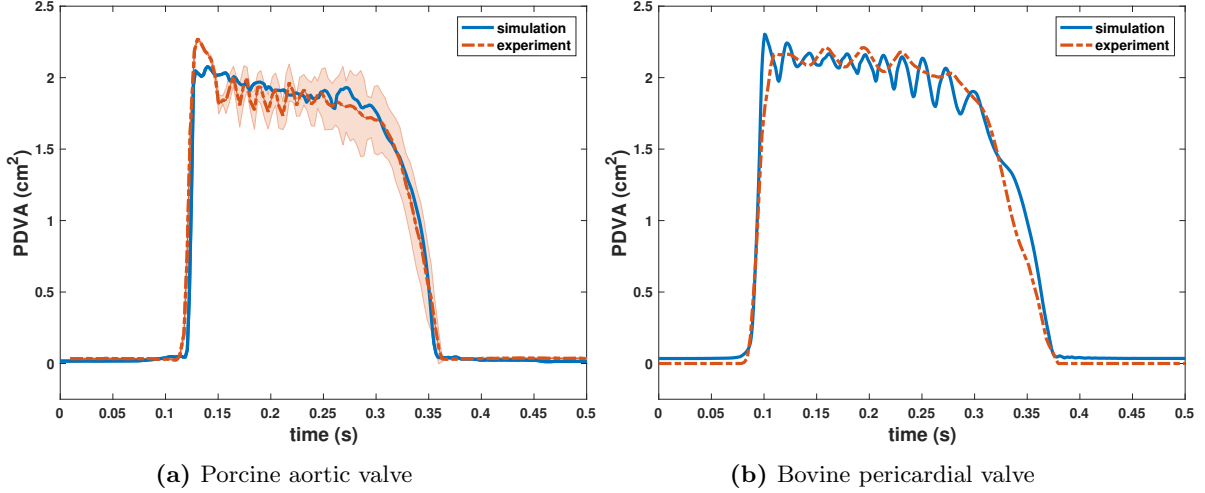 simulation
experiment
PDVA (cm²)
2.5
2
1.5
1
0.5
0
0 0.05 0.1 0.15 0.2 0.25 0.3 0.35 0.4 0.45 0.5
time (s)
(a) Porcine aortic valve
simulation
experiment
PDVA (cm²)
2.5
2
1.5
1
0.5
0
0 0.05 0.1 0.15 0.2 0.25 0.3 0.35 0.4 0.45 0.5
time (s)
(b) Bovine pericardial valve